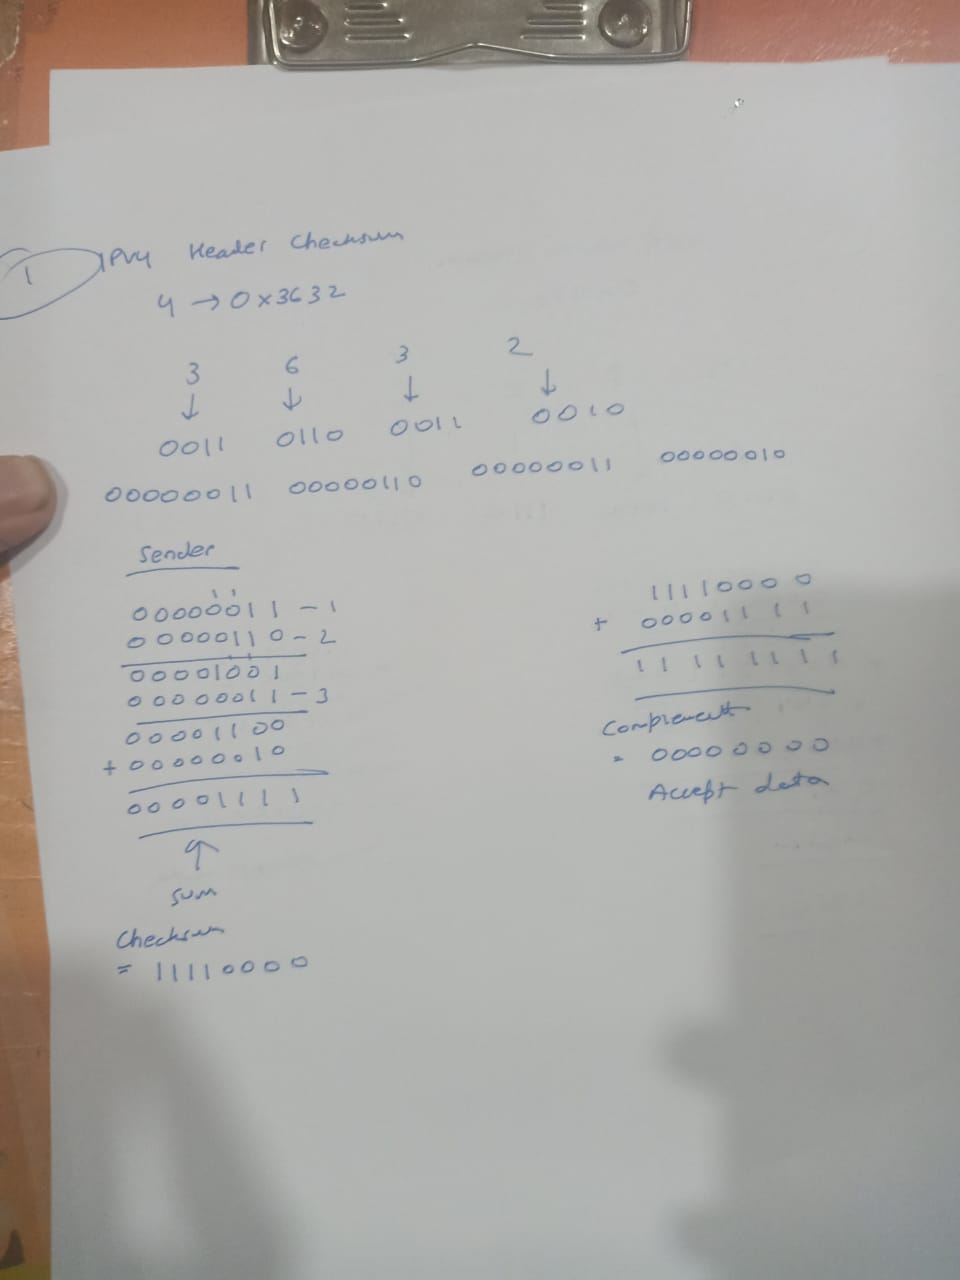 1
IPv4 Header Checksum
4 → 0x3632
3 6 3 2
↓ ↓ ↓ ↓
0011 0110 0011 0010
00000011 00000110 00000011 00000010
Sender
1 1
00000011 - 1
00000110 - 2
00001001
00000011 - 3
00001100
+ 00000010
00001111
↑
sum
Checksum
= 11110000
11110000
+ 00001111
11111111
Complement
= 00000000
Accept data